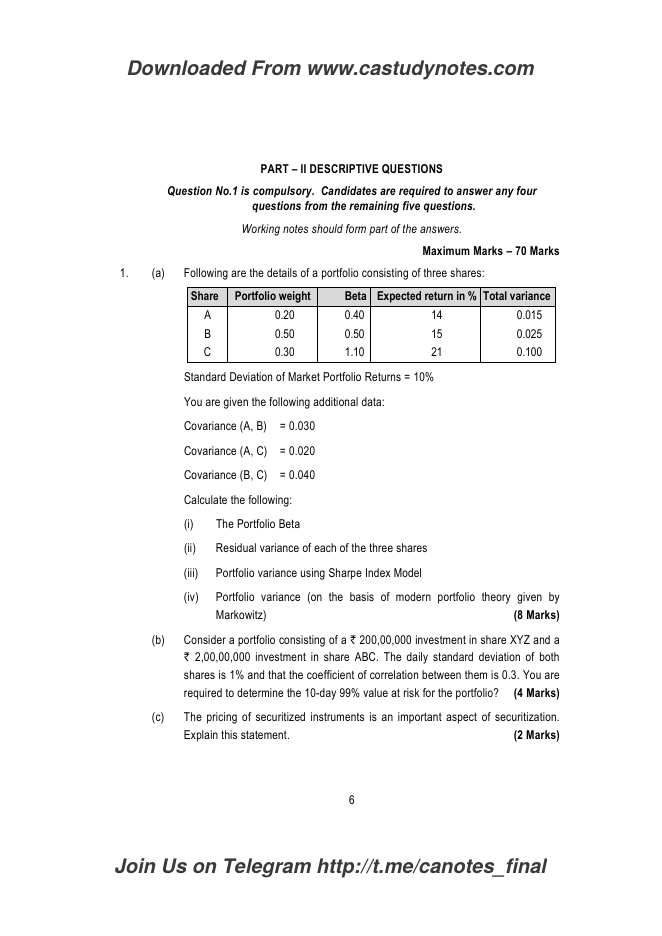 Downloaded From www.castudynotes.com
PART – II DESCRIPTIVE QUESTIONS
Question No.1 is compulsory. Candidates are required to answer any four
questions from the remaining five questions.
Working notes should form part of the answers.
Maximum Marks – 70 Marks
1. (a) Following are the details of a portfolio consisting of three shares:
Share Portfolio weight Beta Expected return in % Total variance
A 0.20 0.40 14 0.015
B 0.50 0.50 15 0.025
C 0.30 1.10 21 0.100
Standard Deviation of Market Portfolio Returns = 10%
You are given the following additional data:
Covariance (A, B) = 0.030
Covariance (A, C) = 0.020
Covariance (B, C) = 0.040
Calculate the following:
(i) The Portfolio Beta
(ii) Residual variance of each of the three shares
(iii) Portfolio variance using Sharpe Index Model
(iv) Portfolio variance (on the basis of modern portfolio theory given by
Markowitz) (8 Marks)
(b) Consider a portfolio consisting of a ₹ 200,00,000 investment in share XYZ and a
₹ 2,00,00,000 investment in share ABC. The daily standard deviation of both
shares is 1% and that the coefficient of correlation between them is 0.3. You are
required to determine the 10-day 99% value at risk for the portfolio? (4 Marks)
(c) The pricing of securitized instruments is an important aspect of securitization.
Explain this statement. (2 Marks)
6
Join Us on Telegram http://t.me/canotes_final